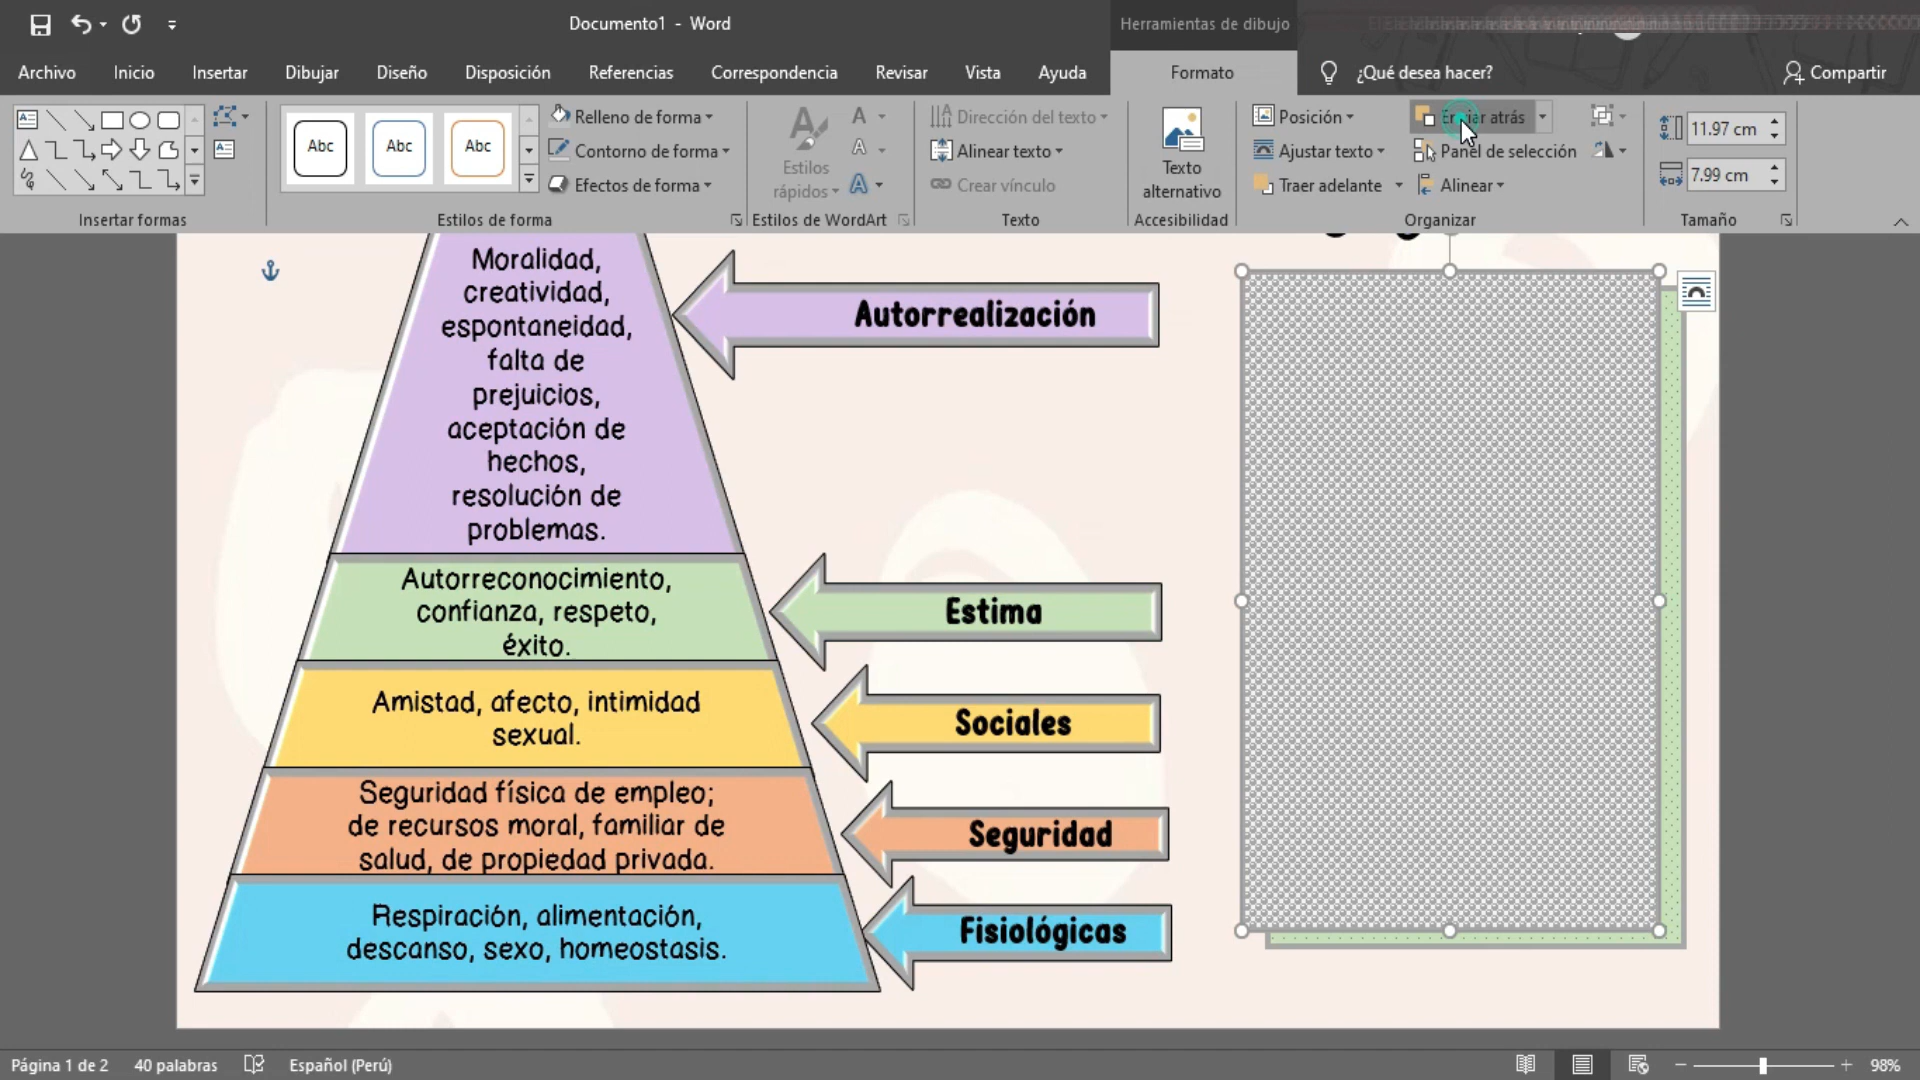 Documento1 - Word
Herramientas de dibujo
Archivo
Inicio
Insertar
Dibujar
Diseño
Disposición
Referencias
Correspondencia
Revisar
Vista
Ayuda
Formato
¿Qué desea hacer?
Compartir
Abc
Abc
Abc
Relleno de forma
Contorno de forma
Efectos de forma
Estilos
rápidos
Dirección del texto
Alinear texto
Crear vínculo
Texto
alternativo
Posición
Ajustar texto
Traer adelante
Enviar atrás
Panel de selección
Alinear
11.97 cm
7.99 cm
Insertar formas
Estilos de forma
Estilos de WordArt
Texto
Accesibilidad
Organizar
Tamaño
Moralidad,
creatividad,
espontaneidad,
falta de
prejuicios,
aceptación de
hechos,
resolución de
problemas.
Autorrealización
Autorreconocimiento,
confianza, respeto,
éxito.
Estima
Amistad, afecto, intimidad
sexual.
Sociales
Seguridad física de empleo;
de recursos moral, familiar de
salud, de propiedad privada.
Seguridad
Respiración, alimentación,
descanso, sexo, homeostasis.
Fisiológicas
Página 1 de 2
40 palabras
Español (Perú)
98%